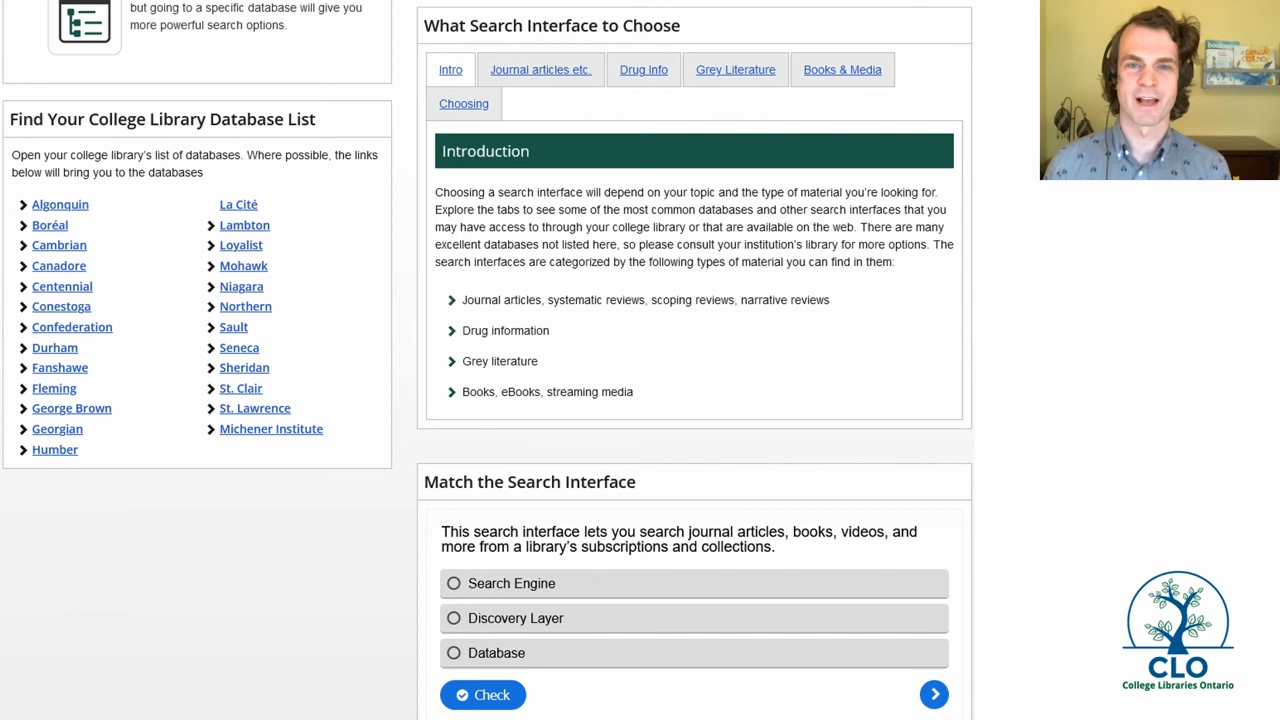 but going to a specific database will give you
more powerful search options.
Find Your College Library Database List
Open your college library's list of databases. Where possible, the links
below will bring you to the databases
Algonquin
Boréal
Cambrian
Canadore
Centennial
Conestoga
Confederation
Durham
Fanshawe
Fleming
George Brown
Georgian
Humber
La Cité
Lambton
Loyalist
Mohawk
Niagara
Northern
Sault
Seneca
Sheridan
St. Clair
St. Lawrence
Michener Institute
What Search Interface to Choose
Intro Journal articles etc. Drug Info Grey Literature Books & Media
Choosing
Introduction
Choosing a search interface will depend on your topic and the type of material you're looking for.
Explore the tabs to see some of the most common databases and other search interfaces that you
may have access to through your college library or that are available on the web. There are many
excellent databases not listed here, so please consult your institution's library for more options. The
search interfaces are categorized by the following types of material you can find in them:
Journal articles, systematic reviews, scoping reviews, narrative reviews
Drug information
Grey literature
Books, eBooks, streaming media
Match the Search Interface
This search interface lets you search journal articles, books, videos, and
more from a library's subscriptions and collections.
Search Engine
Discovery Layer
Database
Check
CLO
College Libraries Ontario